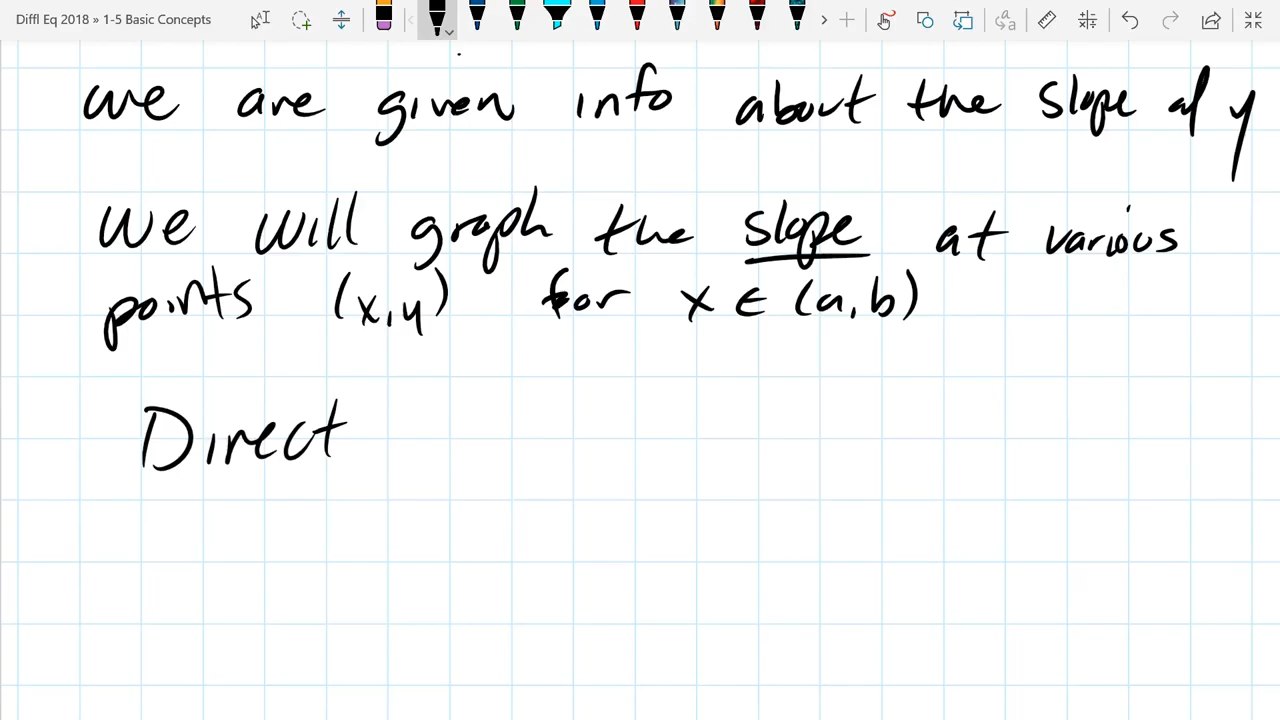 Diffl Eq 2018 » 1-5 Basic Concepts
we are given info about the slope of y
We will graph the slope at various
points (x,y) for x ∈ (a,b)
Direct